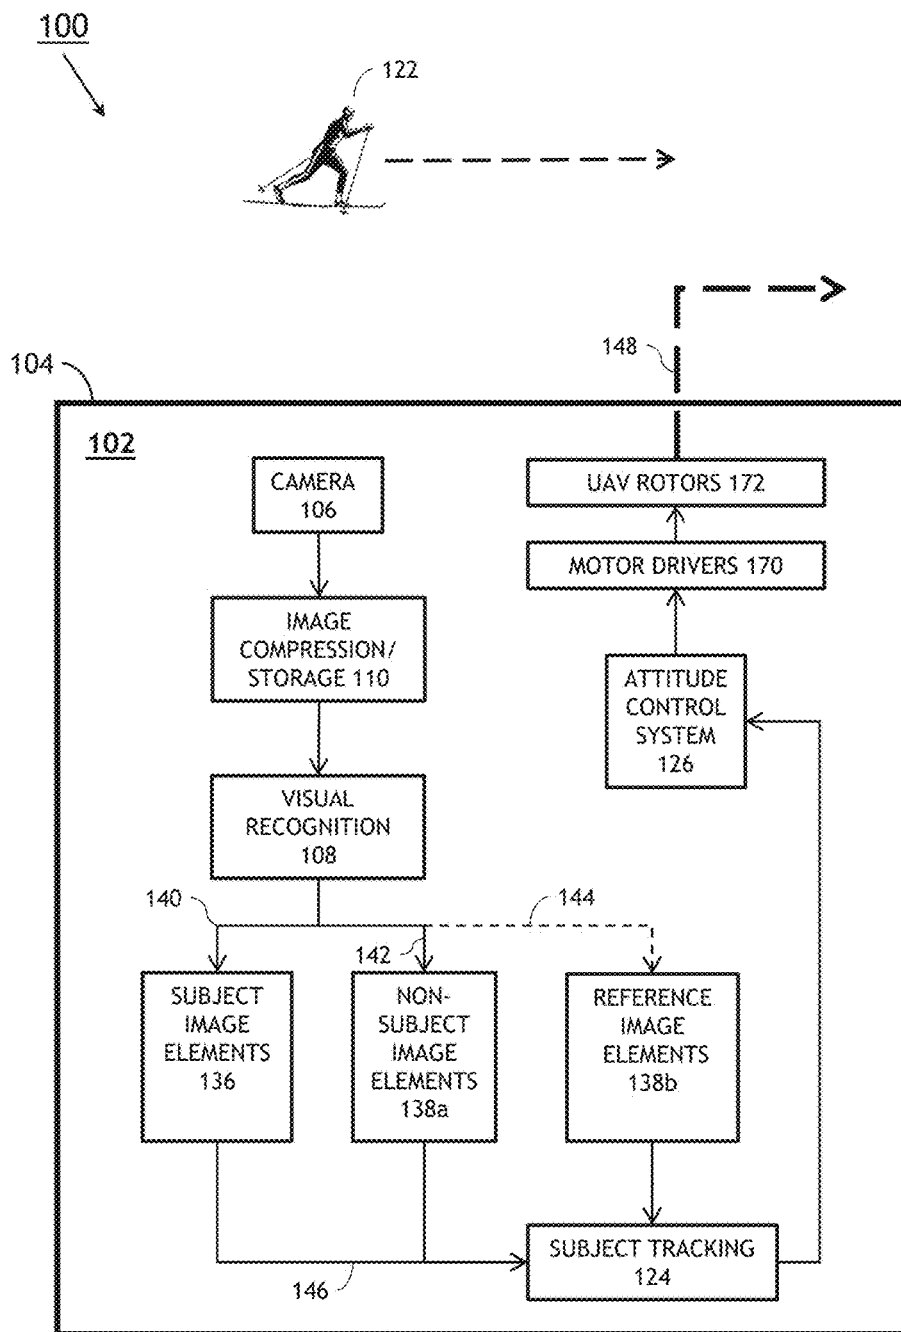 100
122
148
104
102
CAMERA
106
UAV ROTORS 172
MOTOR DRIVERS 170
IMAGE
COMPRESSION/
STORAGE 110
ATTITUDE
CONTROL
SYSTEM
126
VISUAL
RECOGNITION
108
140
142
144
SUBJECT
IMAGE
ELEMENTS
136
NON-
SUBJECT
IMAGE
ELEMENTS
138a
REFERENCE
IMAGE
ELEMENTS
138b
SUBJECT TRACKING
124
146